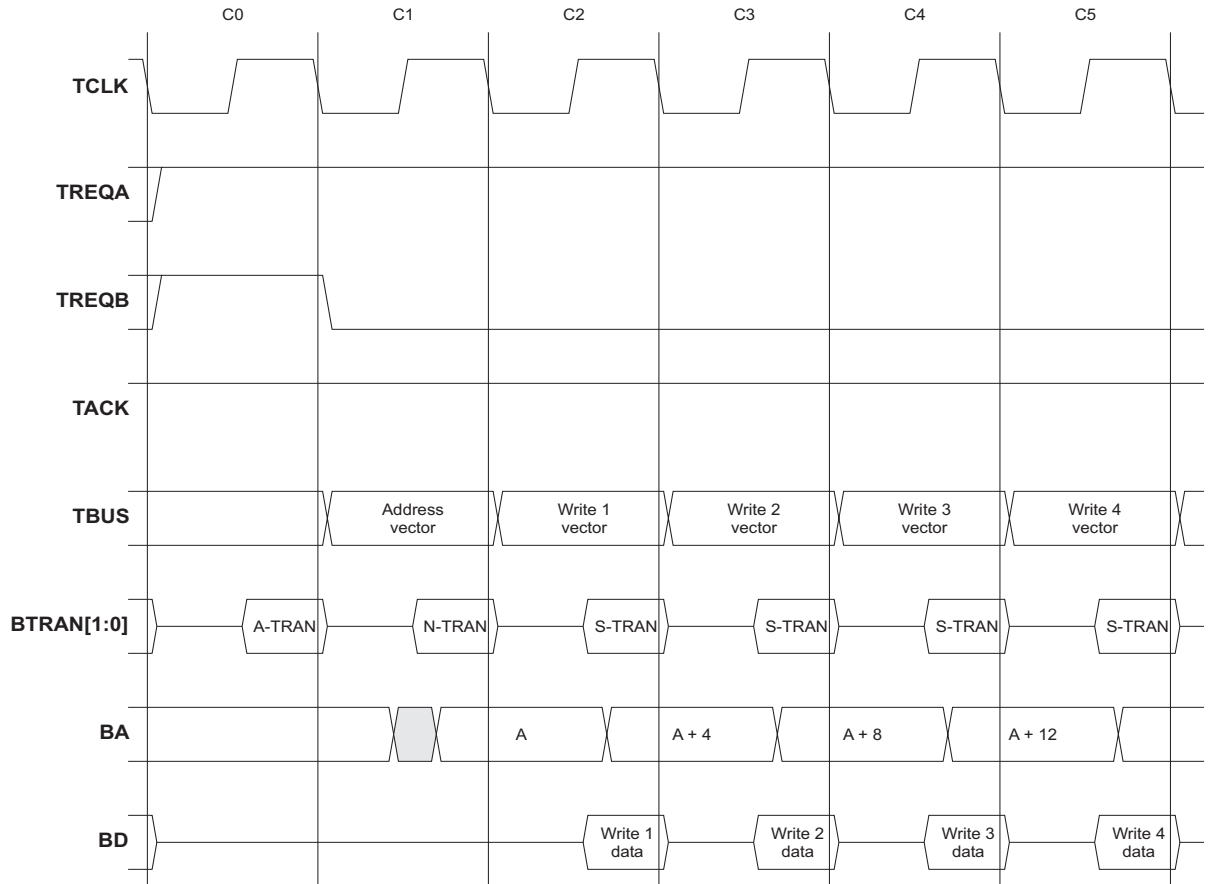 C0 C1 C2 C3 C4 C5
TCLK
TREQA
TREQB
TACK
TBUS
Address Write 1 Write 2 Write 3 Write 4
vector vector vector vector vector
BTRAN[1:0]
A-TRAN N-TRAN S-TRAN S-TRAN S-TRAN S-TRAN
BA
A A + 4 A + 8 A + 12
BD
Write 1 Write 2 Write 3 Write 4
data data data data